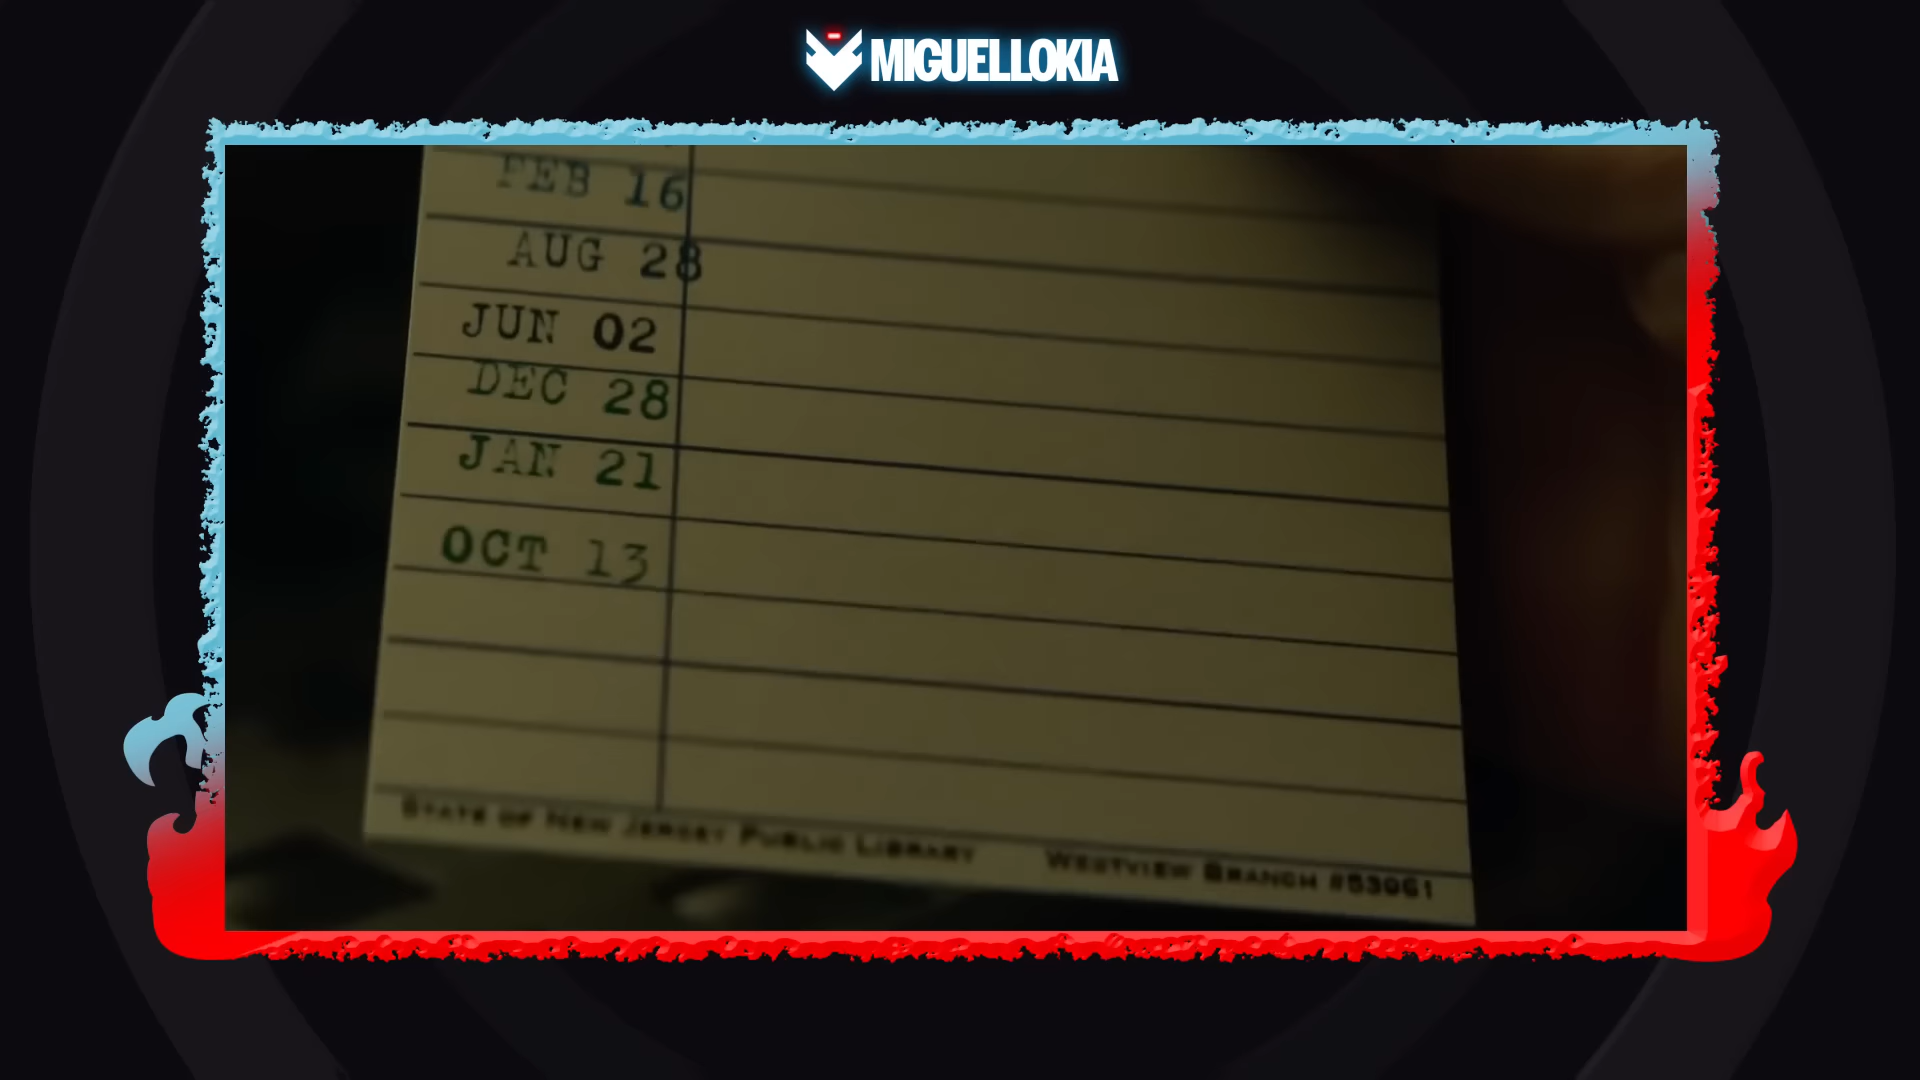 MIGUELLOKIA
FEB 16
AUG 28
JUN 02
DEC 28
JAN 21
OCT 13
STATE OF NEW JERSEY PUBLIC LIBRARY WESTVIEW BRANCH #53061